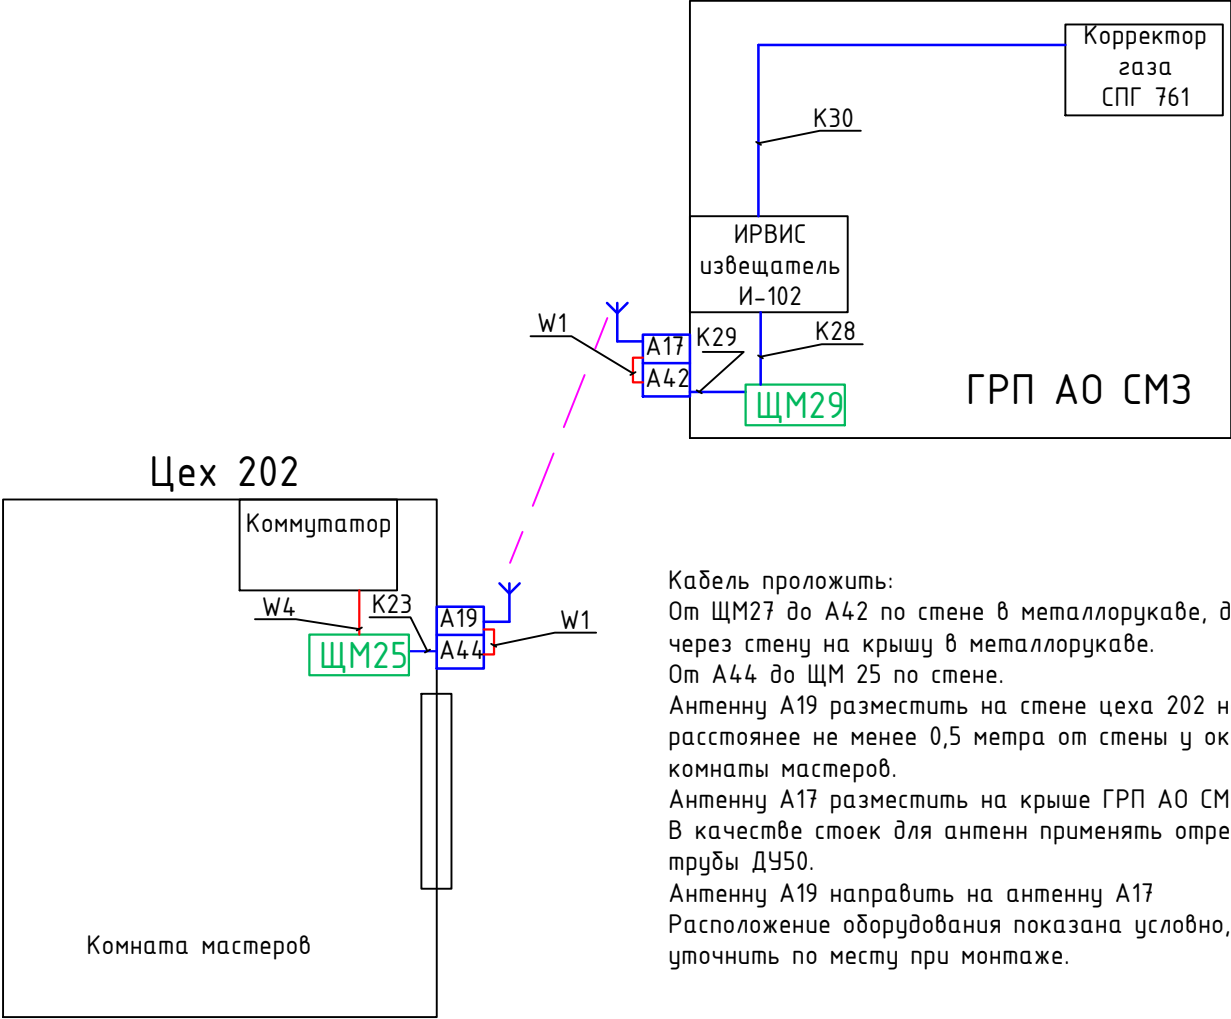 Корректор
газа
СПГ 761
К30
ИРВИС
извещатель
И-102
W1
А17
К29
К28
А42
ЩМ29
ГРП АО СМЗ
Цех 202
Коммутатор
W4
К23
А19
W1
А44
ЩМ25
Комната мастеров
Кабель проложить:
От ЩМ27 до А42 по стене в металлорукаве, д
через стену на крышу в металлорукаве.
От А44 до ЩМ 25 по стене.
Антенну А19 разместить на стене цеха 202 н
расстоянее не менее 0,5 метра от стены у ок
комнаты мастеров.
Антенну А17 разместить на крыше ГРП АО СМ
В качестве стоек для антенн применять отре
трубы ДУ50.
Антенну А19 направить на антенну А17
Расположение оборудования показана условно,
уточнить по месту при монтаже.